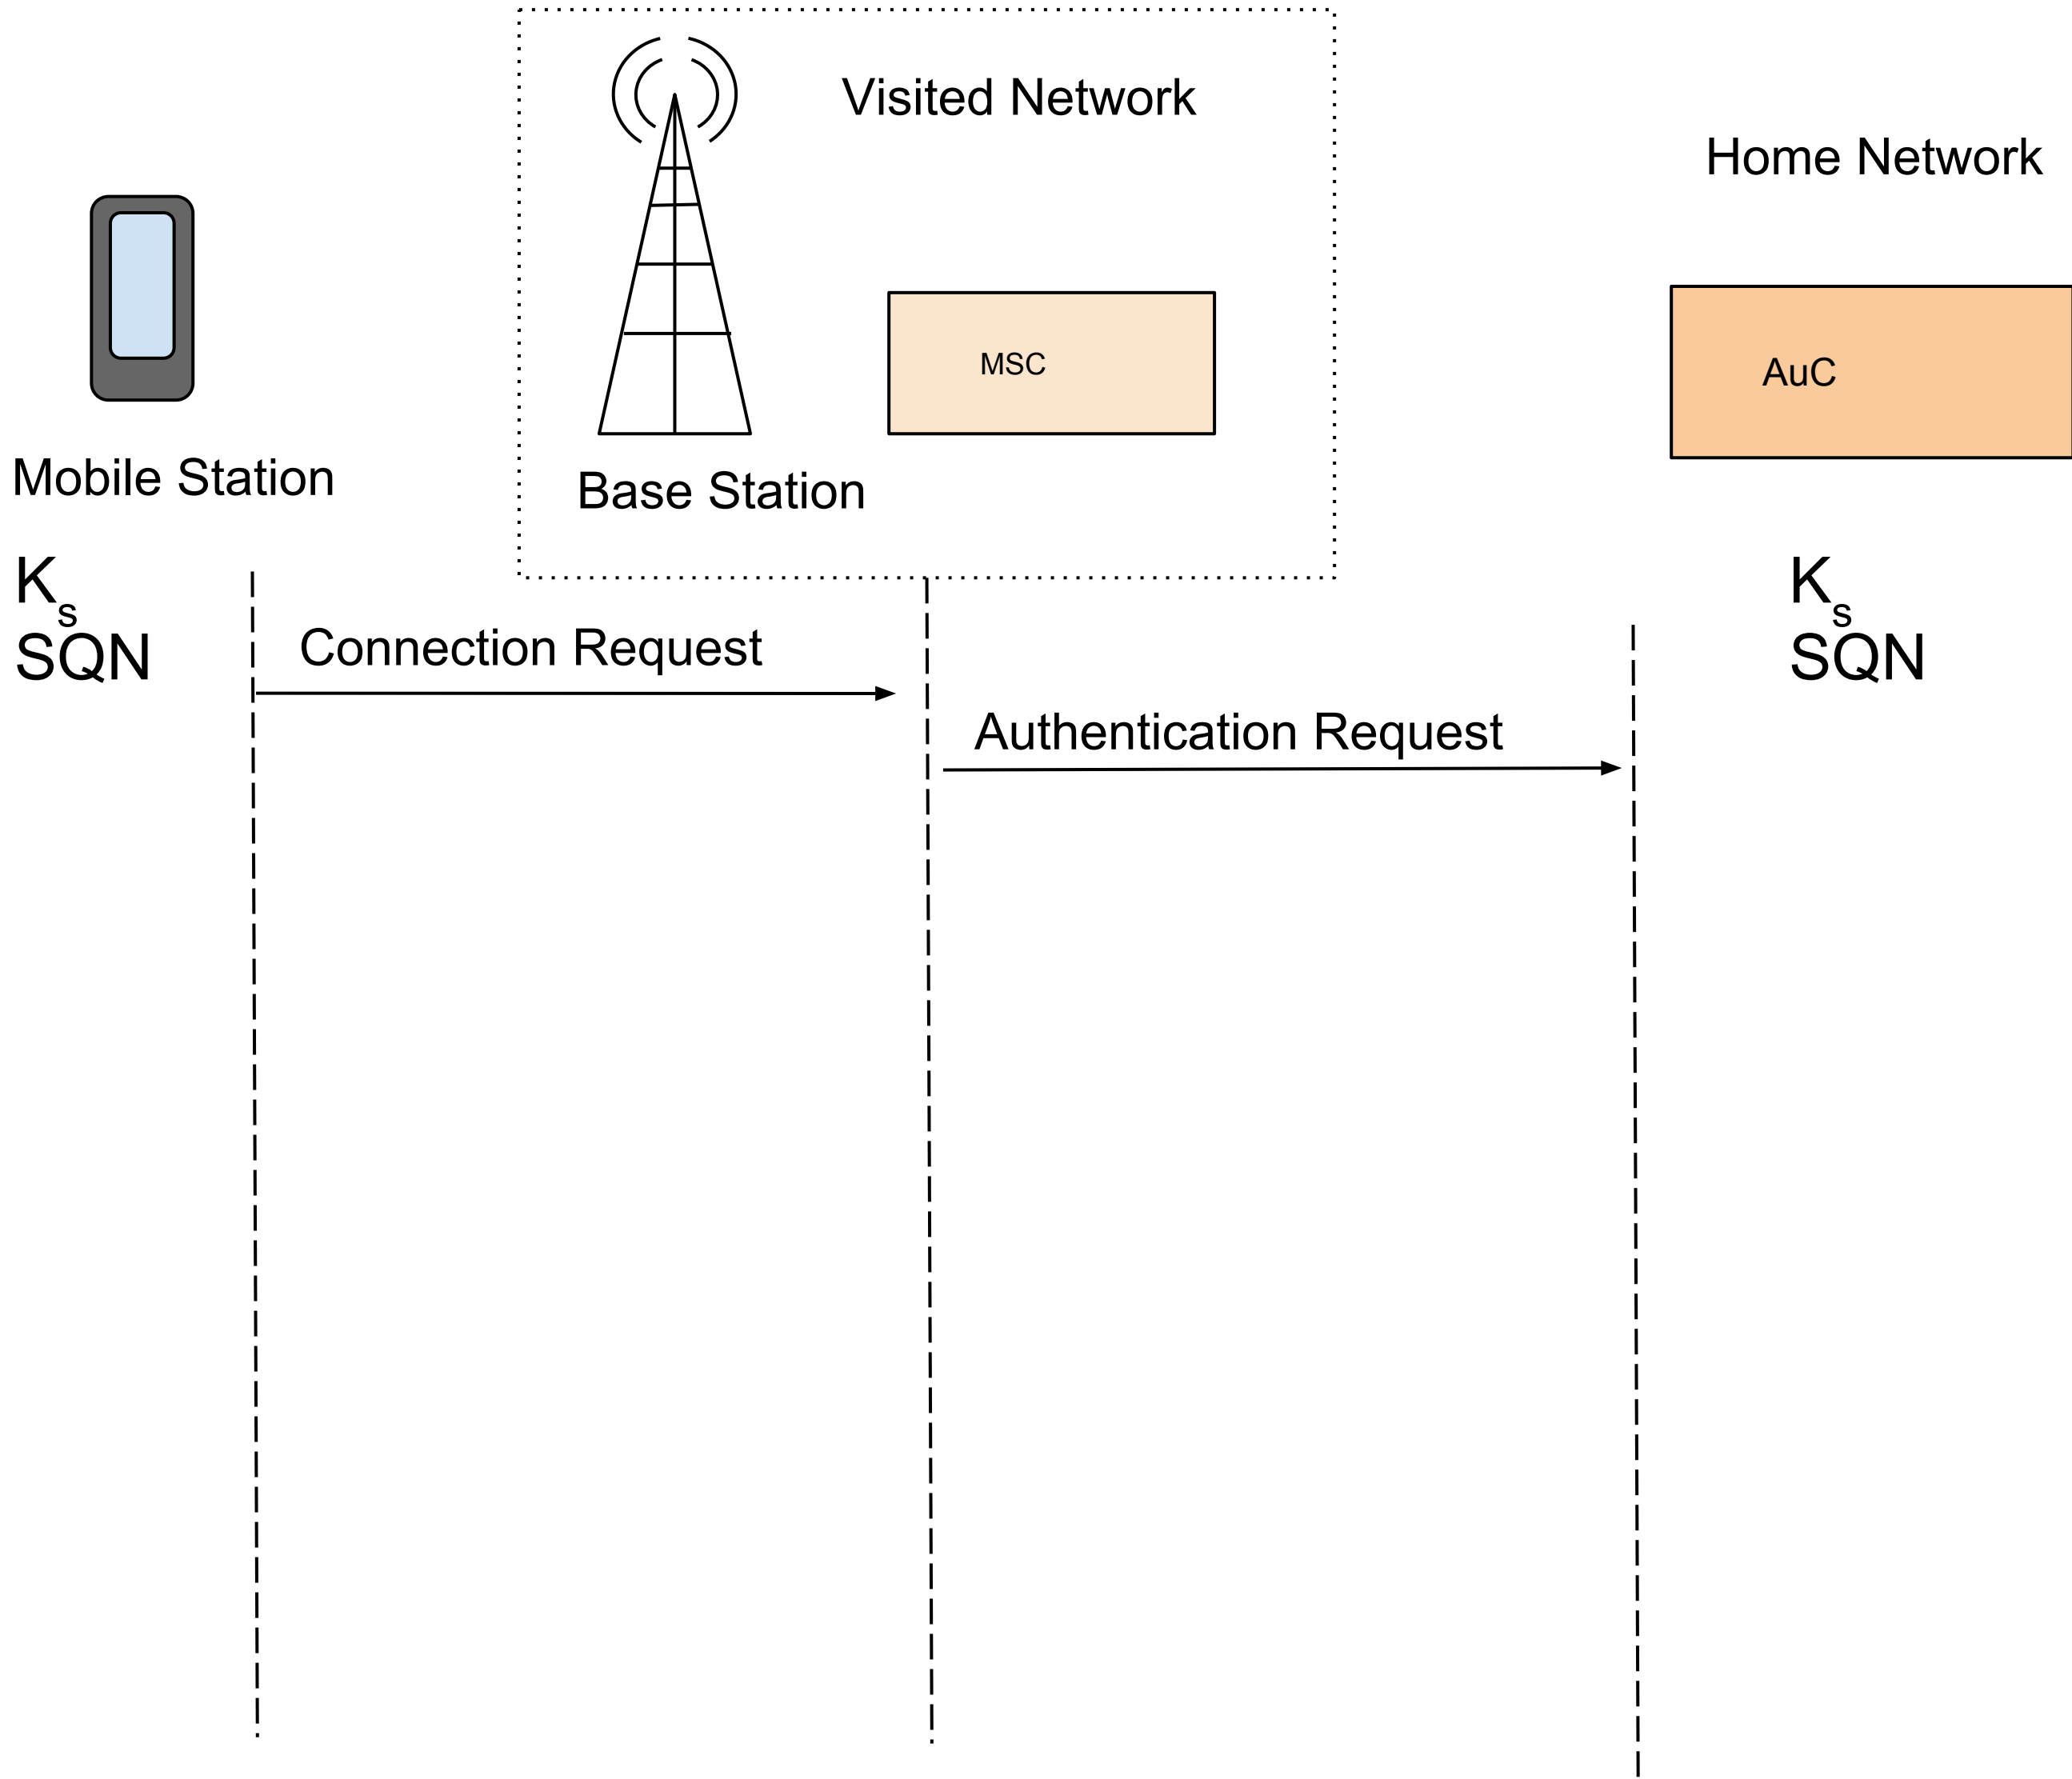 Visited Network
Home Network
MSC
AuC
Mobile Station
Base Station
Ks
SQN
Ks
SQN
Connection Request
Authentication Request